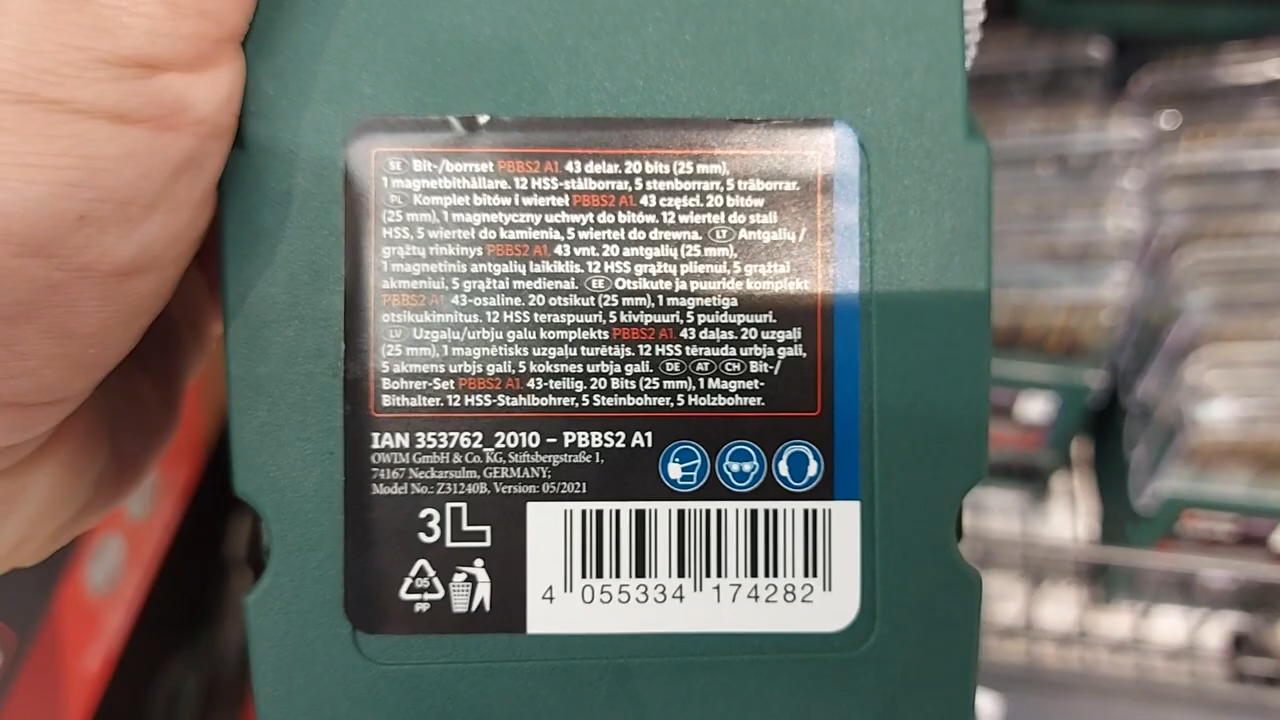 SE Bit-/borrset PBBS2 A1. 43 delar. 20 bits (25 mm),
1 magnetbithållare. 12 HSS-stålborrar, 5 stenborrarr, 5 träborrar.
PL Komplet bitów i wierteł PBBS2 A1. 43 części. 20 bitów
(25 mm), 1 magnetyczny uchwyt do bitów. 12 wierteł do stali
HSS, 5 wierteł do kamienia, 5 wierteł do drewna. LT Antgalių /
grąžtų rinkinys PBBS2 A1. 43 vnt. 20 antgalių (25 mm),
1 magnetinis antgalių laikiklis. 12 HSS grąžtų plienui, 5 grąžtai
akmeniui, 5 grąžtai medienai. EE Otsikute ja puuride komplekt
PBBS2 A1. 43-osaline. 20 otsikut (25 mm), 1 magnetiga
otsikukinnitus. 12 HSS teraspuuri, 5 kivipuuri, 5 puidupuuri.
LV Uzgaļu/urbju galu komplekts PBBS2 A1. 43 daļas. 20 uzgaļi
(25 mm), 1 magnētisks uzgaļu turētājs. 12 HSS tērauda urbja gali,
5 akmens urbjs gali, 5 koksnes urbja gali. DE AT CH Bit-/
Bohrer-Set PBBS2 A1. 43-teilig. 20 Bits (25 mm), 1 Magnet-
Bithalter. 12 HSS-Stahlbohrer, 5 Steinbohrer, 5 Holzbohrer.
IAN 353762_2010 – PBBS2 A1
OWIM GmbH & Co. KG, Stiftsbergstraße 1,
74167 Neckarsulm, GERMANY;
Model No.: Z31240B, Version: 05/2021
3
05
PP
4 055334 174282